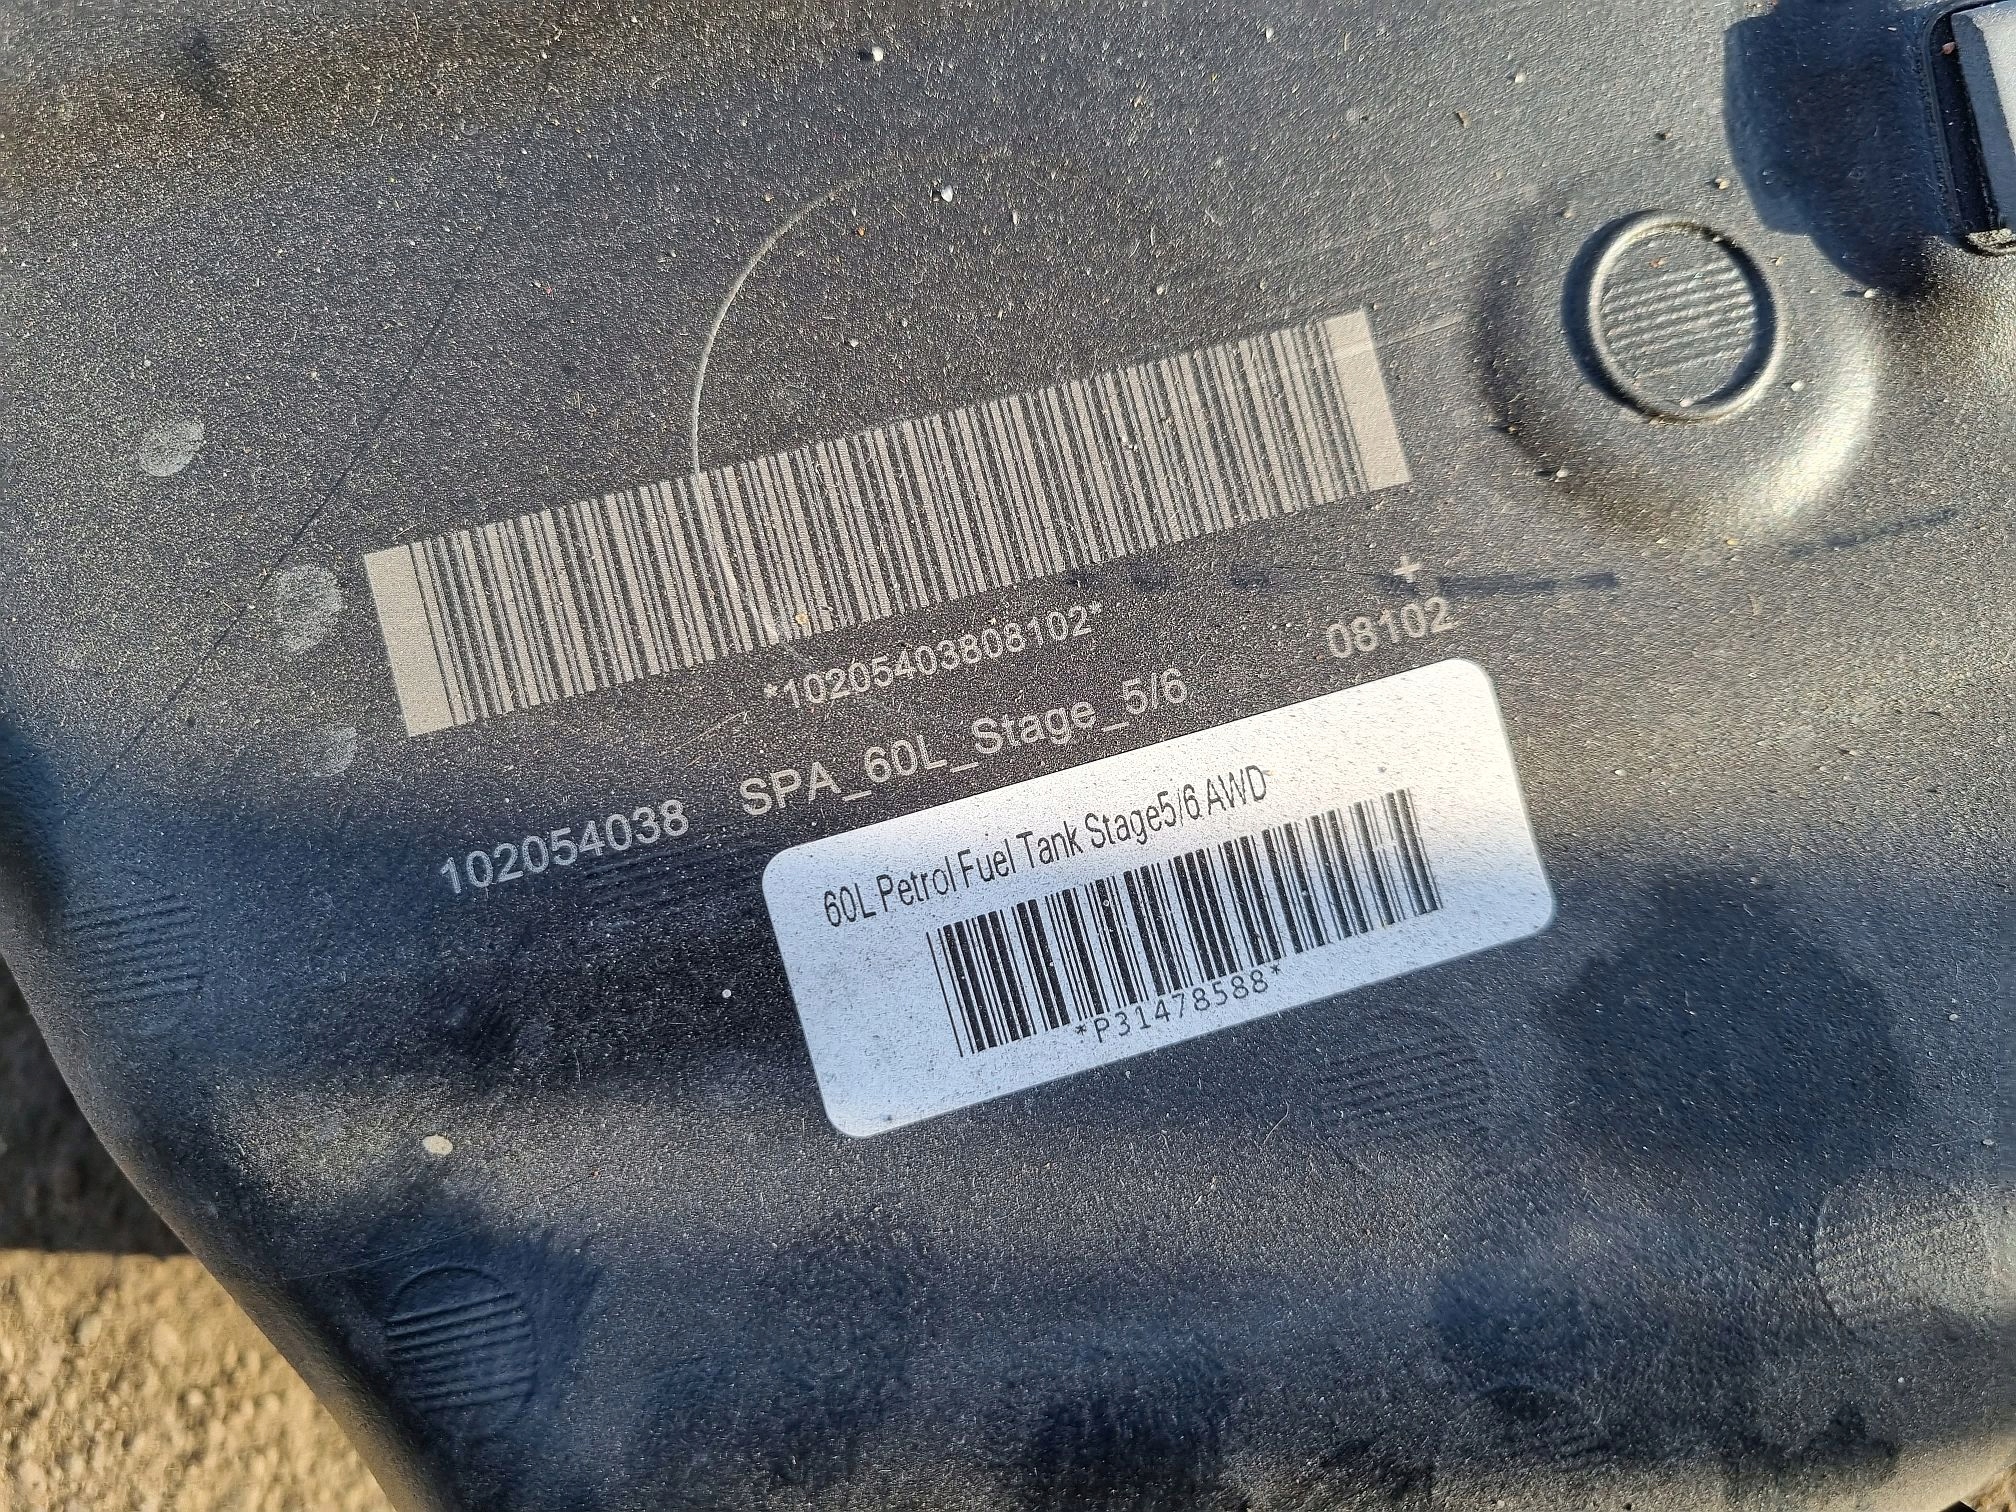 *10205403808102*
+
08102
102054038 SPA_60L_Stage_5/6
60L Petrol Fuel Tank Stage5/6 AWD
*P31478588*